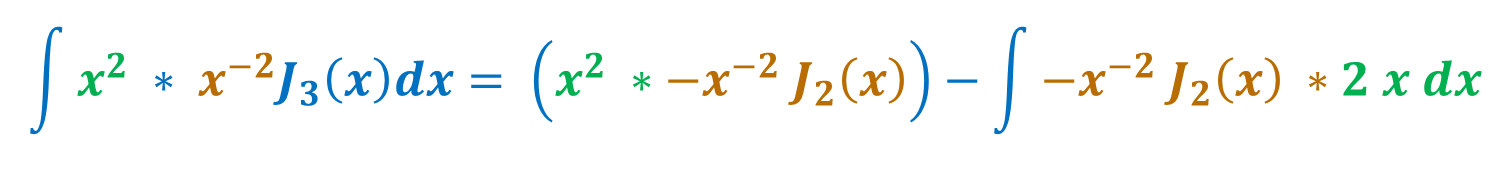 ∫ x² * x⁻²J₃(x)dx = (x² * −x⁻² J₂(x)) − ∫ −x⁻² J₂(x) * 2 x dx